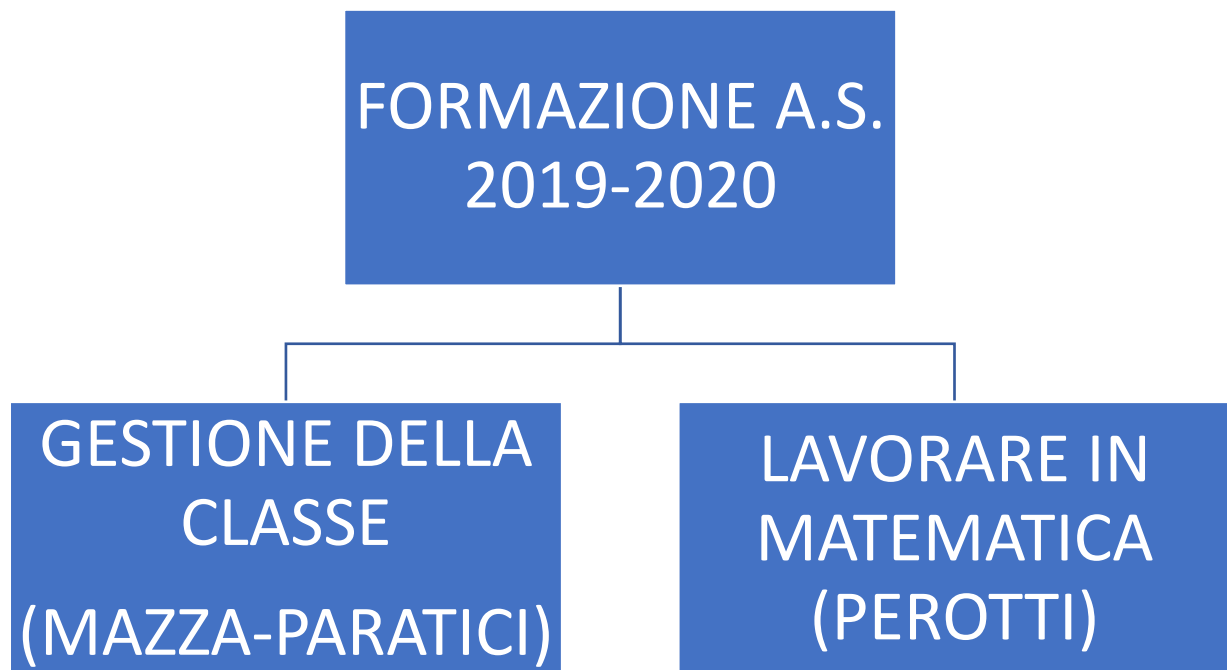 FORMAZIONE A.S.
2019-2020
GESTIONE DELLA
CLASSE
(MAZZA-PARATICI)
LAVORARE IN
MATEMATICA
(PEROTTI)